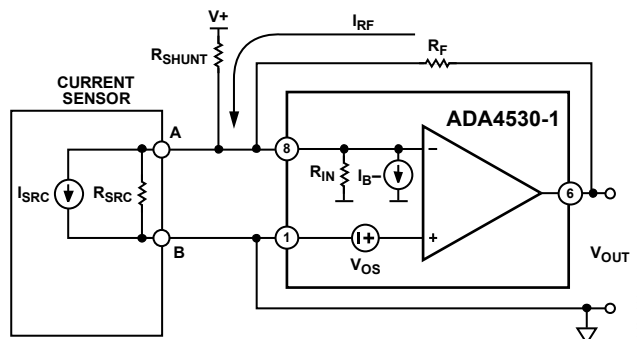 V+
I_RF
R_SHUNT
R_F
CURRENT
SENSOR
ADA4530-1
A
8
R_IN
I_B−
−
I_SRC
R_SRC
6
B
1
+
+
V_OS
V_OUT